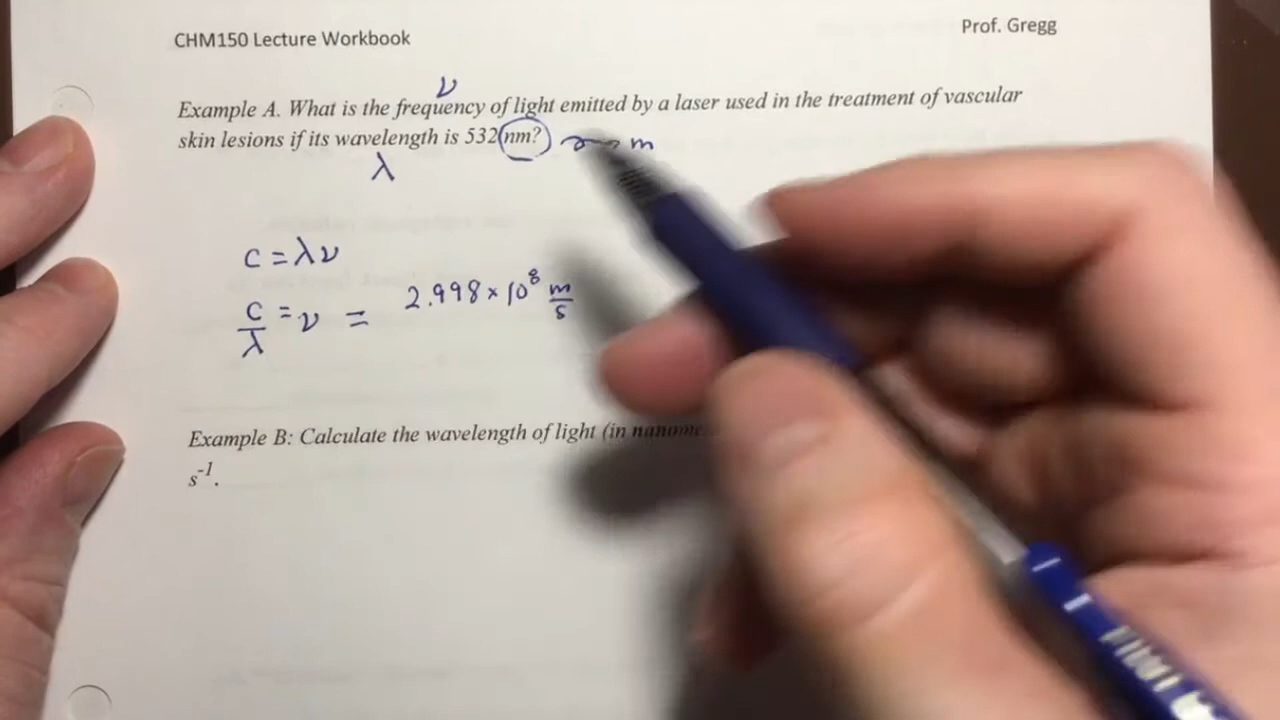 CHM150 Lecture Workbook
Prof. Gregg
ν
Example A. What is the frequency of light emitted by a laser used in the treatment of vascular
skin lesions if its wavelength is 532 nm? m
λ
c = λν
c/λ = ν = 2.998 × 10⁸ m/s
Example B: Calculate the wavelength of light (in
s⁻¹.